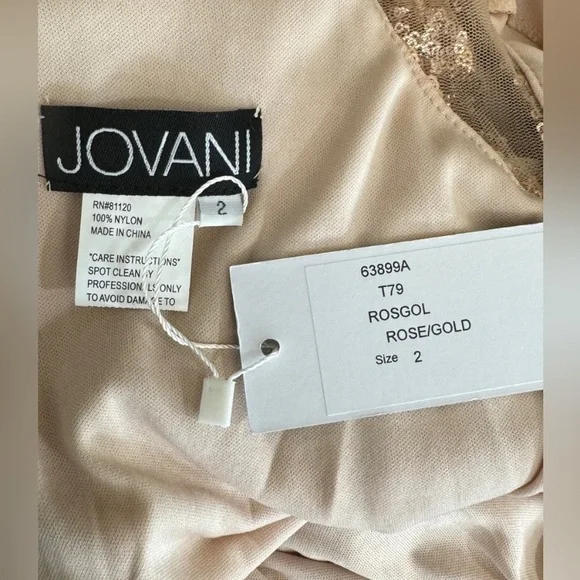 JOVANI
2
RN#81120
100% NYLON
MADE IN CHINA
"CARE INSTRUCTIONS"
SPOT CLEAN BY
PROFESSIONALS ONLY
TO AVOID DAMAGE TO
63899A
T79
ROSGOL
ROSE/GOLD
Size 2